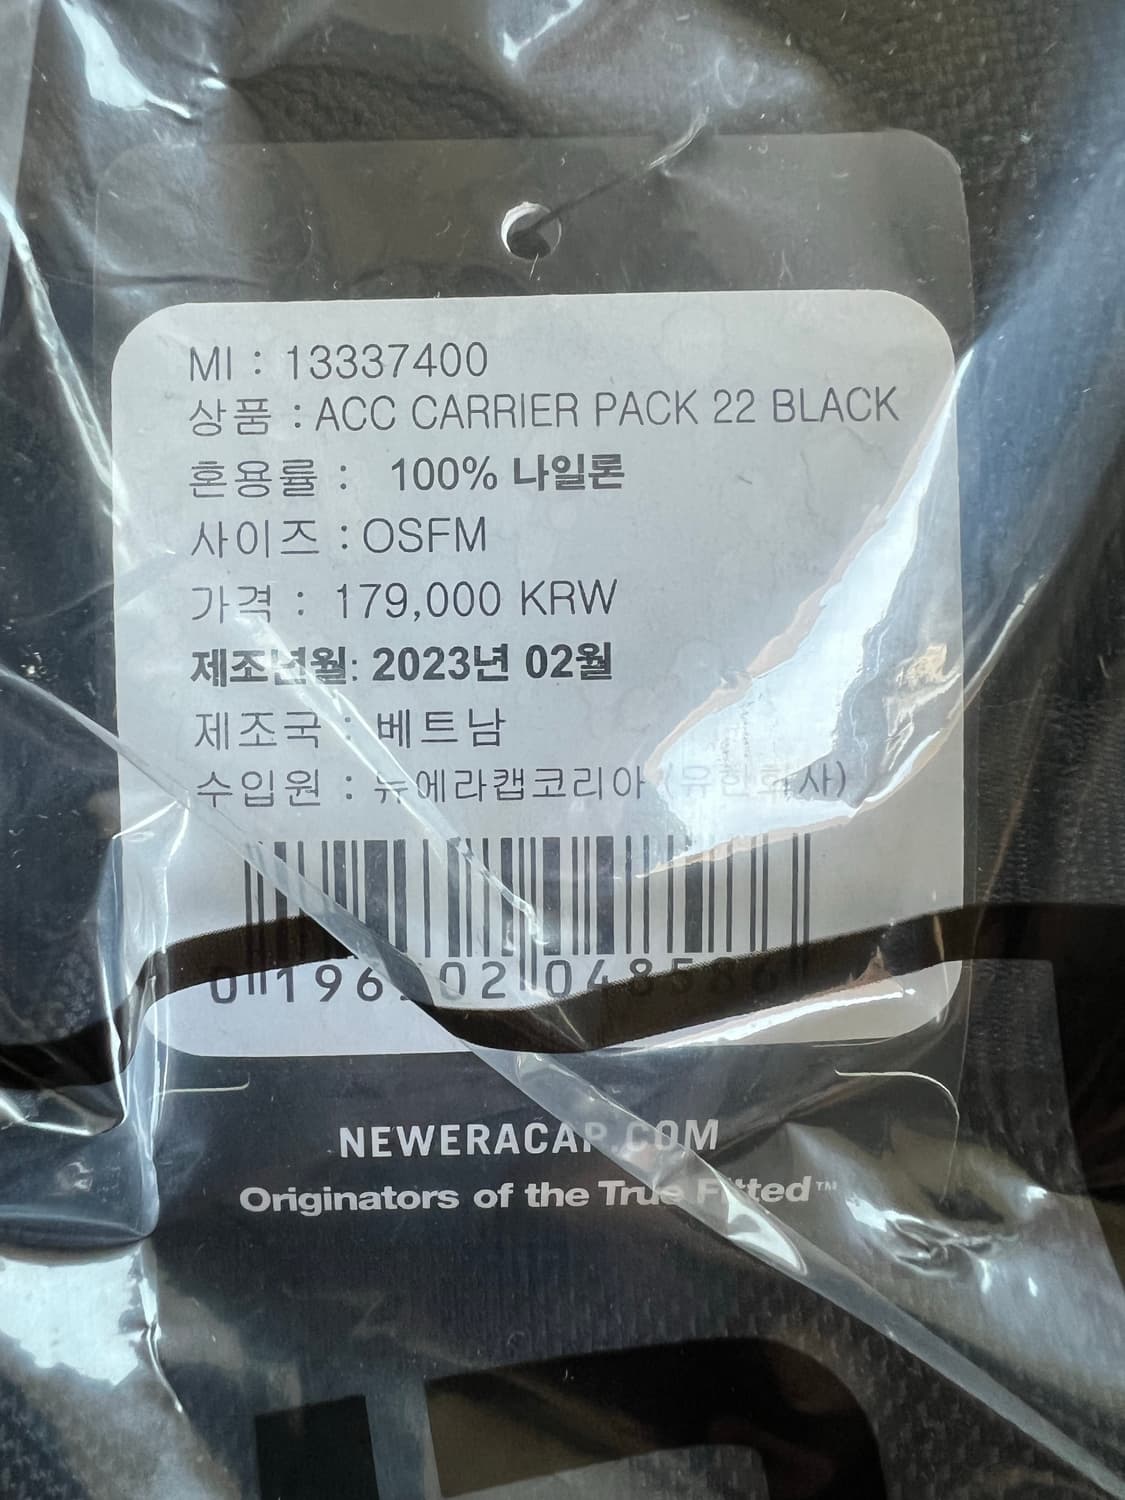 MI : 13337400
상품 : ACC CARRIER PACK 22 BLACK
혼용률 : 100% 나일론
사이즈 : OSFM
가격 : 179,000 KRW
제조년월: 2023년 02월
제조국 : 베트남
수입원 : 뉴에라캡코리아 (유한회사)
NEWERACAP.COM
Originators of the True Fitted™